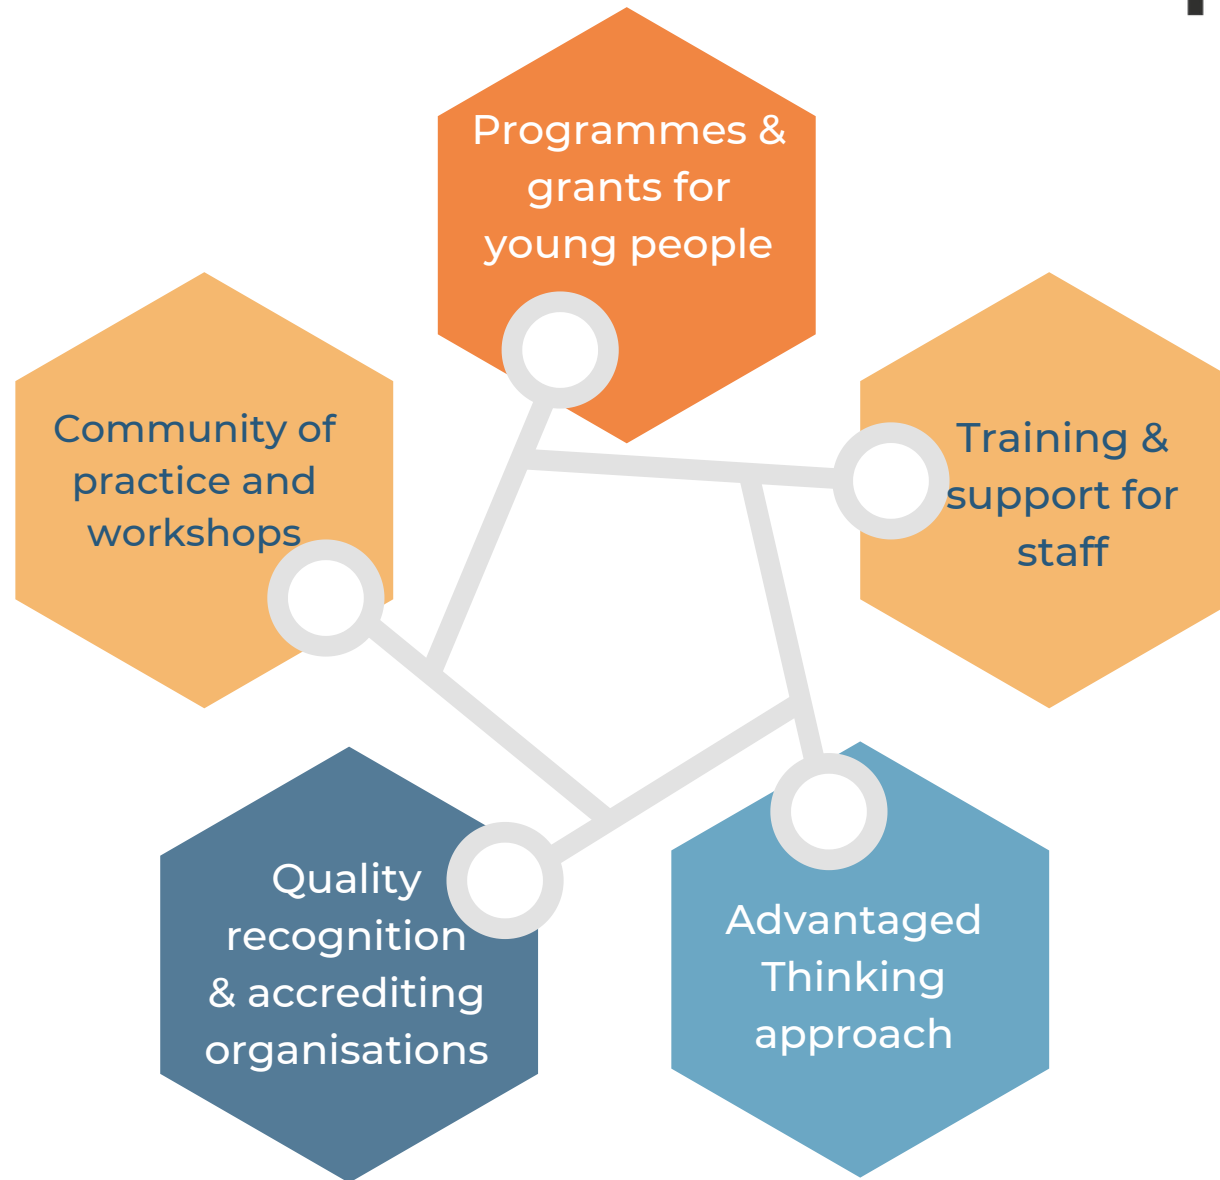 Programmes &
grants for
young people
Community of
practice and
workshops
Training &
support for
staff
Quality
recognition
& accrediting
organisations
Advantaged
Thinking
approach